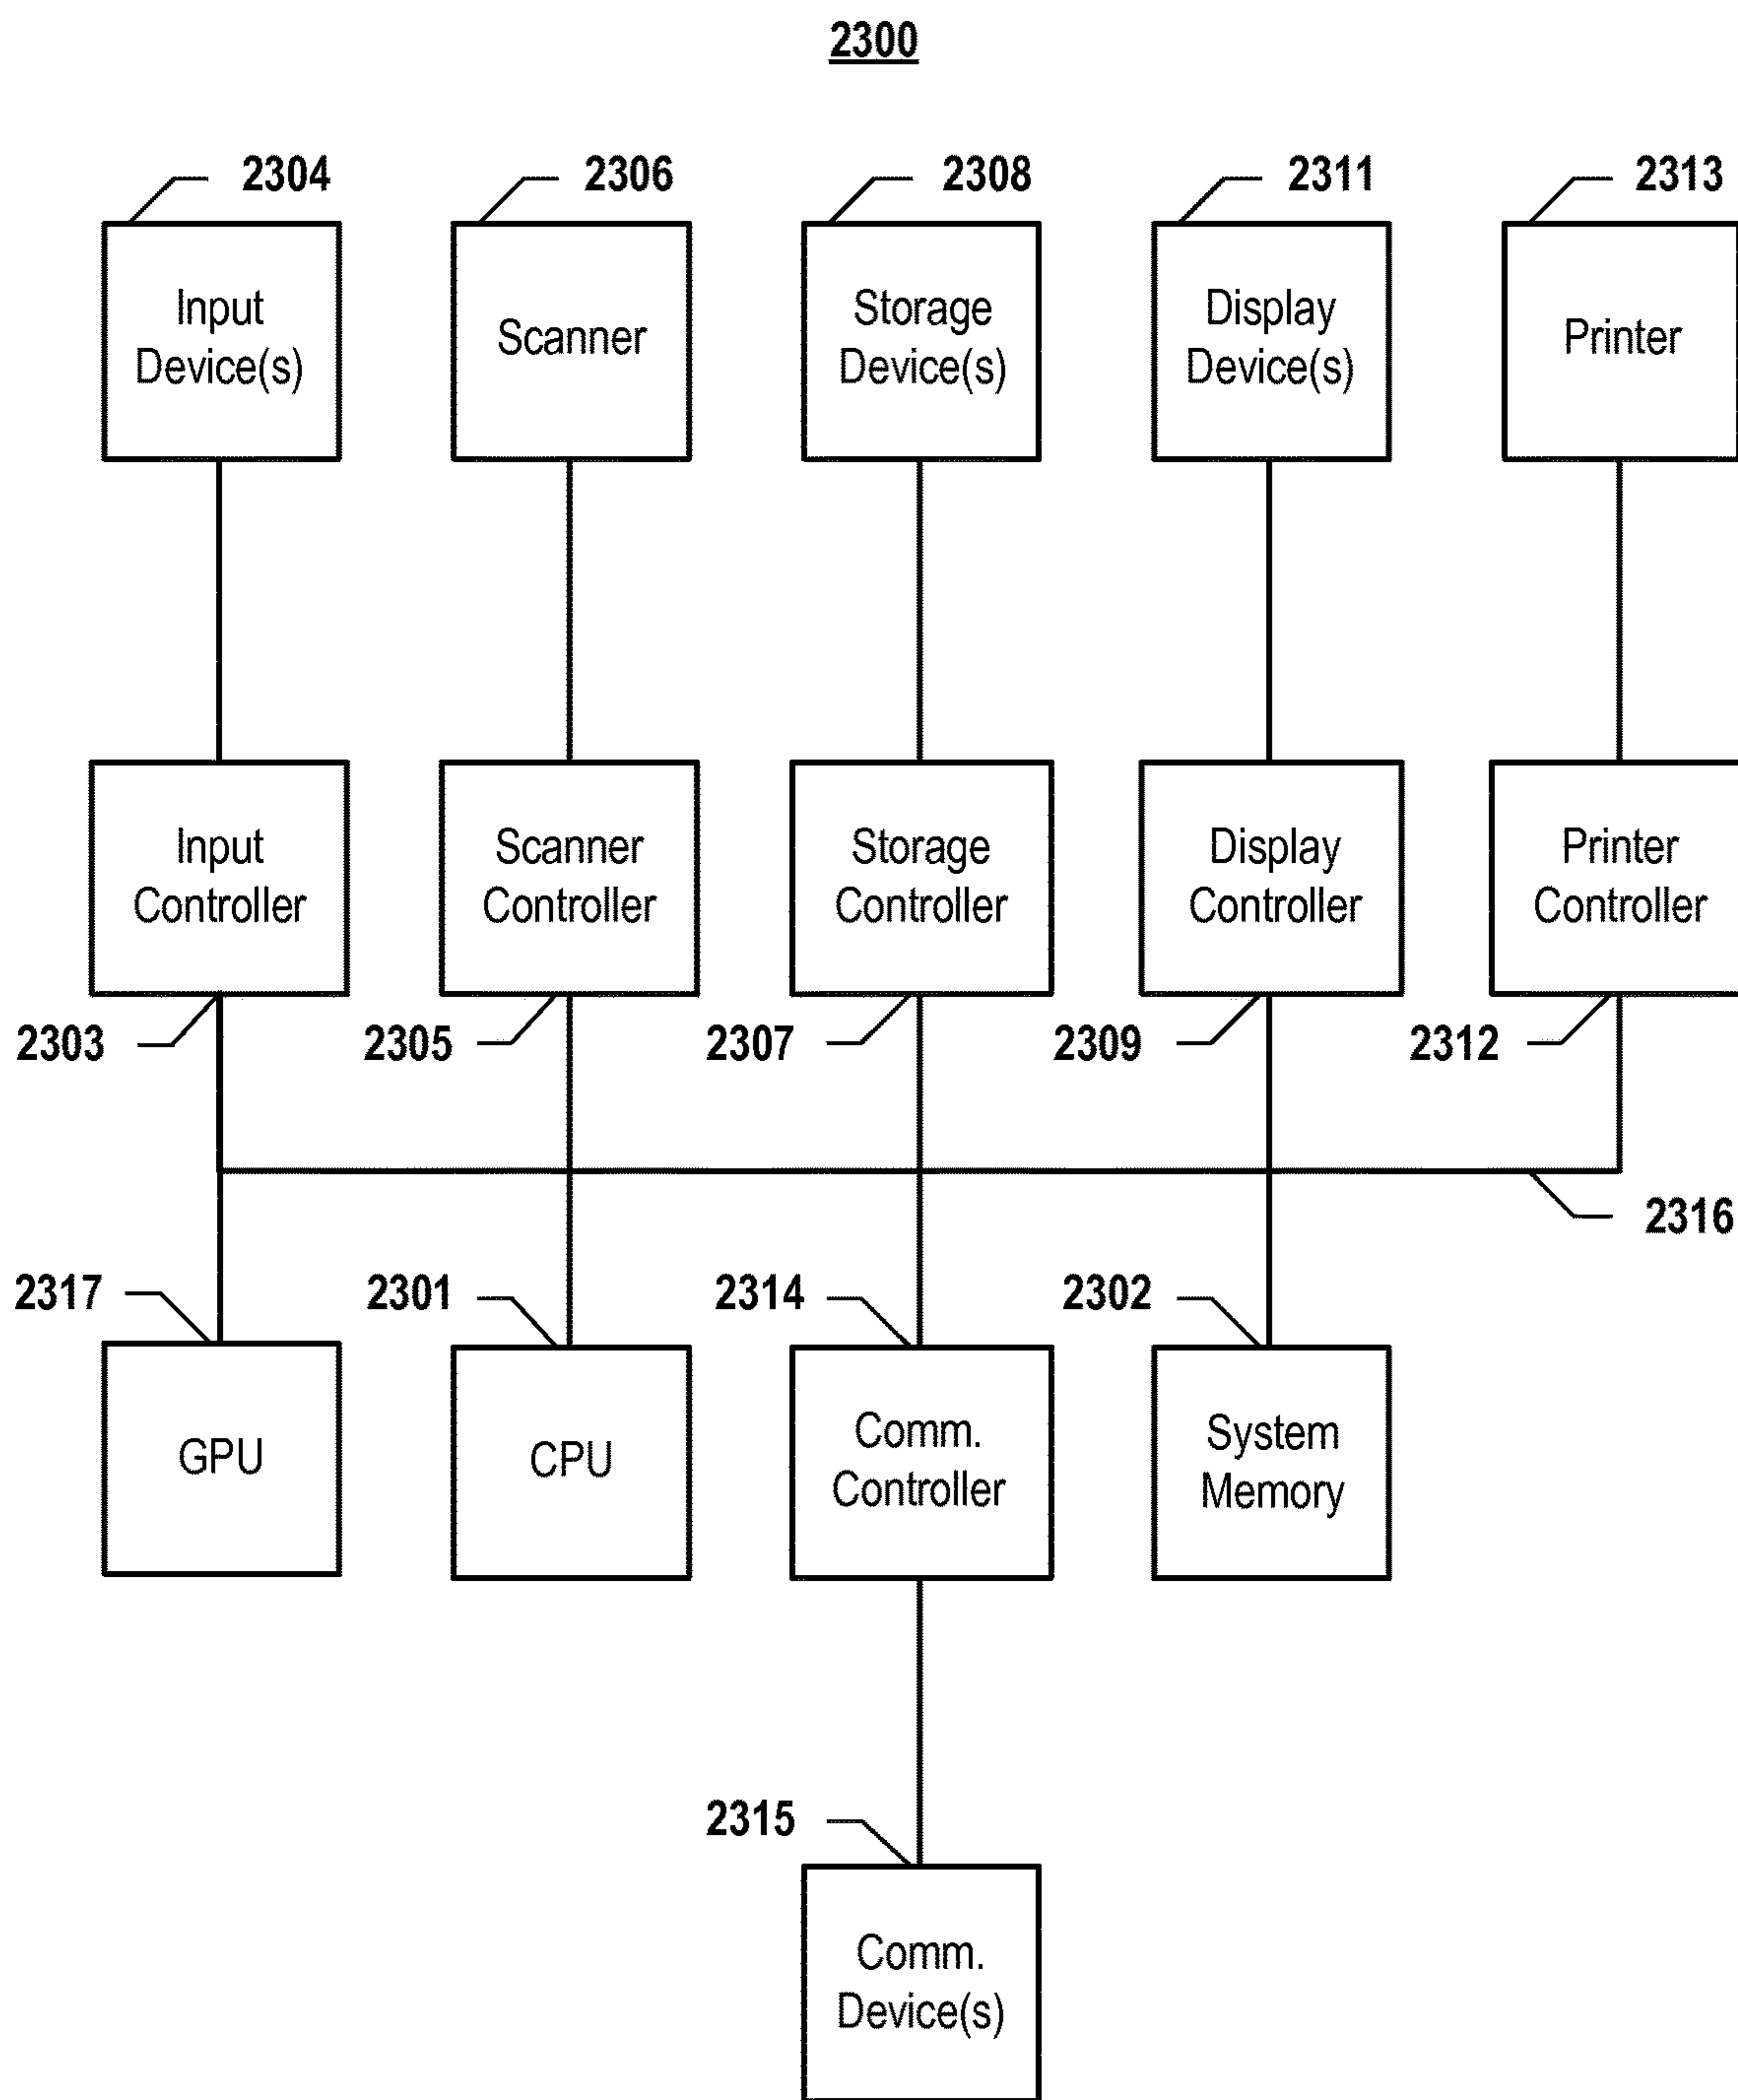 2300
2304
2306
2308
2311
2313
Input
Device(s)
Scanner
Storage
Device(s)
Display
Device(s)
Printer
Input
Controller
Scanner
Controller
Storage
Controller
Display
Controller
Printer
Controller
2303
2305
2307
2309
2312
2316
2317
2301
2314
2302
GPU
CPU
Comm.
Controller
System
Memory
2315
Comm.
Device(s)